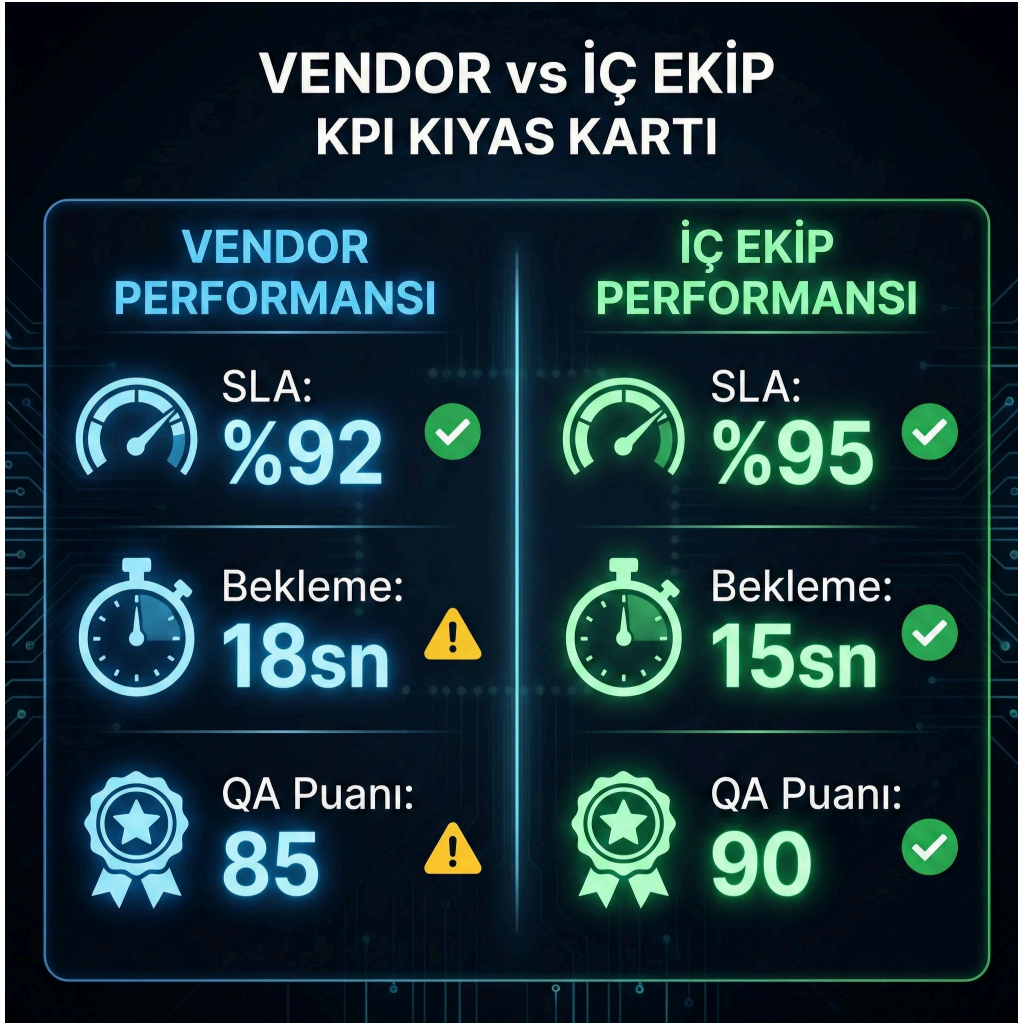 VENDOR vs İÇ EKİP
KPI KIYAS KARTI
VENDOR
PERFORMANSI
SLA:
%92
Bekleme:
18sn
QA Puanı:
85
İÇ EKİP
PERFORMANSI
SLA:
%95
Bekleme:
15sn
QA Puanı:
90